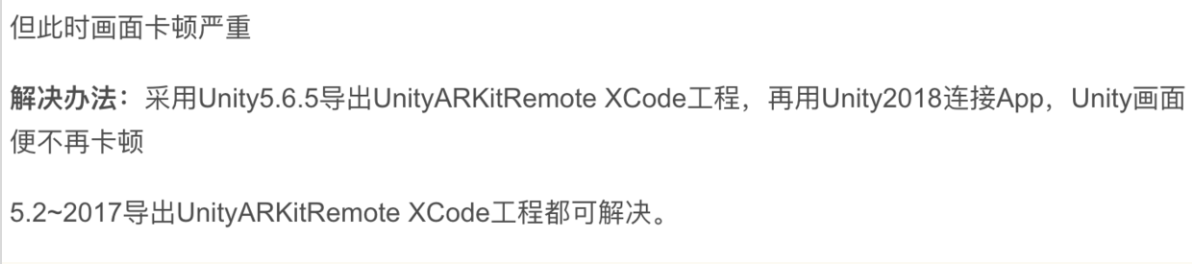 但此时画面卡顿严重
解决办法：采用Unity5.6.5导出UnityARKitRemote XCode工程，再用Unity2018连接App，Unity画面
便不再卡顿
5.2~2017导出UnityARKitRemote XCode工程都可解决。